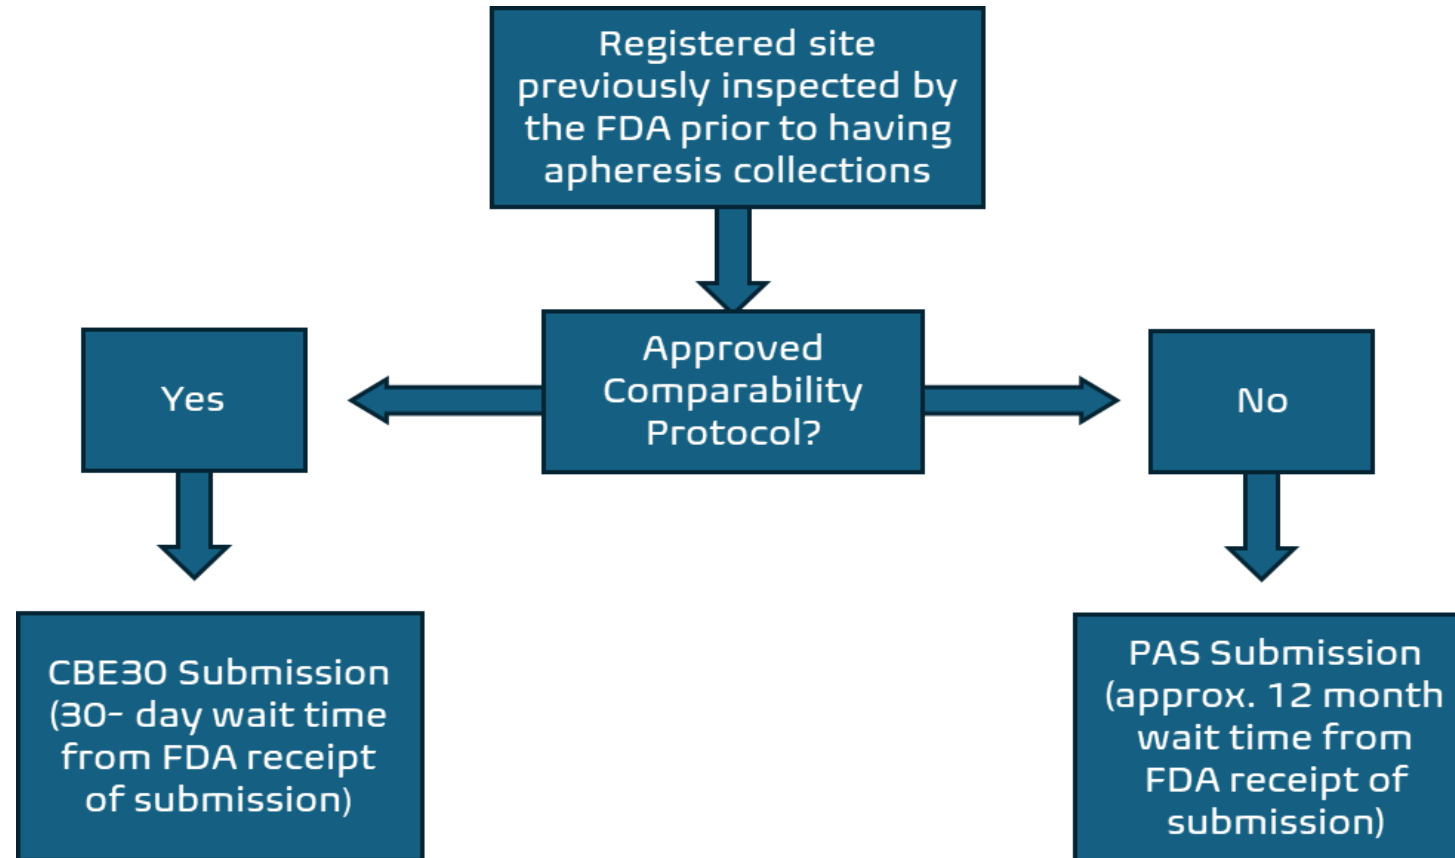 Registered site
previously inspected by
the FDA prior to having
apheresis collections
Approved
Comparability
Protocol?
Yes
No
CBE30 Submission
(30- day wait time
from FDA receipt
of submission)
PAS Submission
(approx. 12 month
wait time from
FDA receipt of
submission)